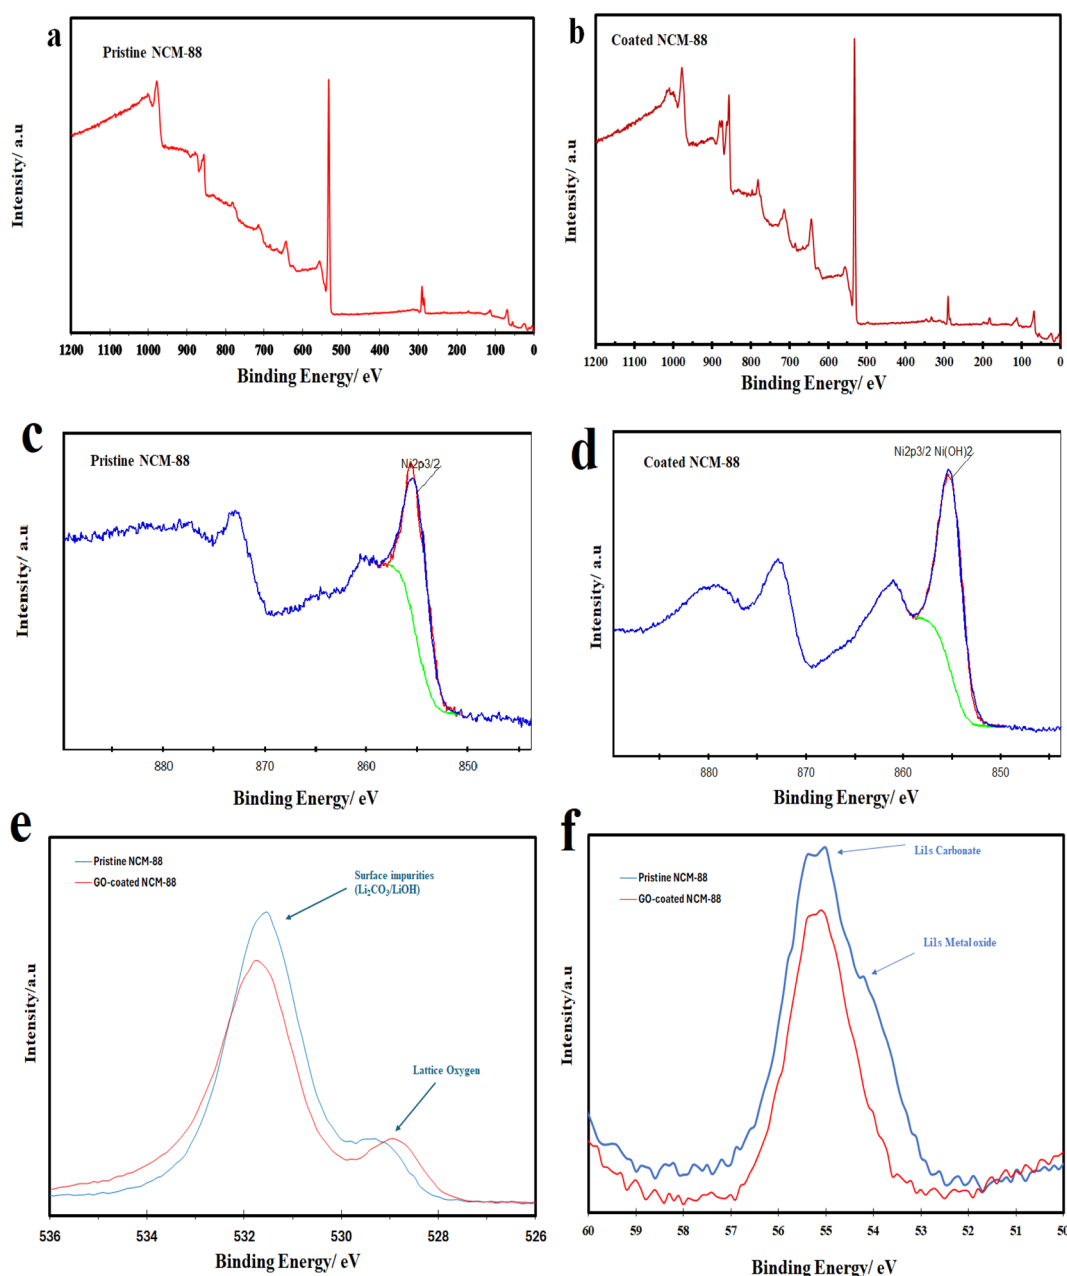 a
Pristine NCM-88
Intensity/ a.u
1200 1100 1000 900 800 700 600 500 400 300 200 100 0
Binding Energy/ eV
b
Coated NCM-88
Intensity/ a.u
1200 1100 1000 900 800 700 600 500 400 300 200 100 0
Binding Energy/ eV
c
Pristine NCM-88
Ni2p3/2
Intensity/ a.u
880 870 860 850
Binding Energy/ eV
d
Coated NCM-88
Ni2p3/2 Ni(OH)2
Intensity/ a.u
880 870 860 850
Binding Energy/ eV
e
Pristine NCM-88
GO-coated NCM-88
Surface impurities
(Li₂CO₃/LiOH)
Lattice Oxygen
Intensity/a.u
536 534 532 530 528 526
Binding Energy/ eV
f
Pristine NCM-88
GO-coated NCM-88
Li1s Carbonate
Li1s Metal oxide
Intensity/a.u
60 59 58 57 56 55 54 53 52 51 50
Binding Energy/ eV